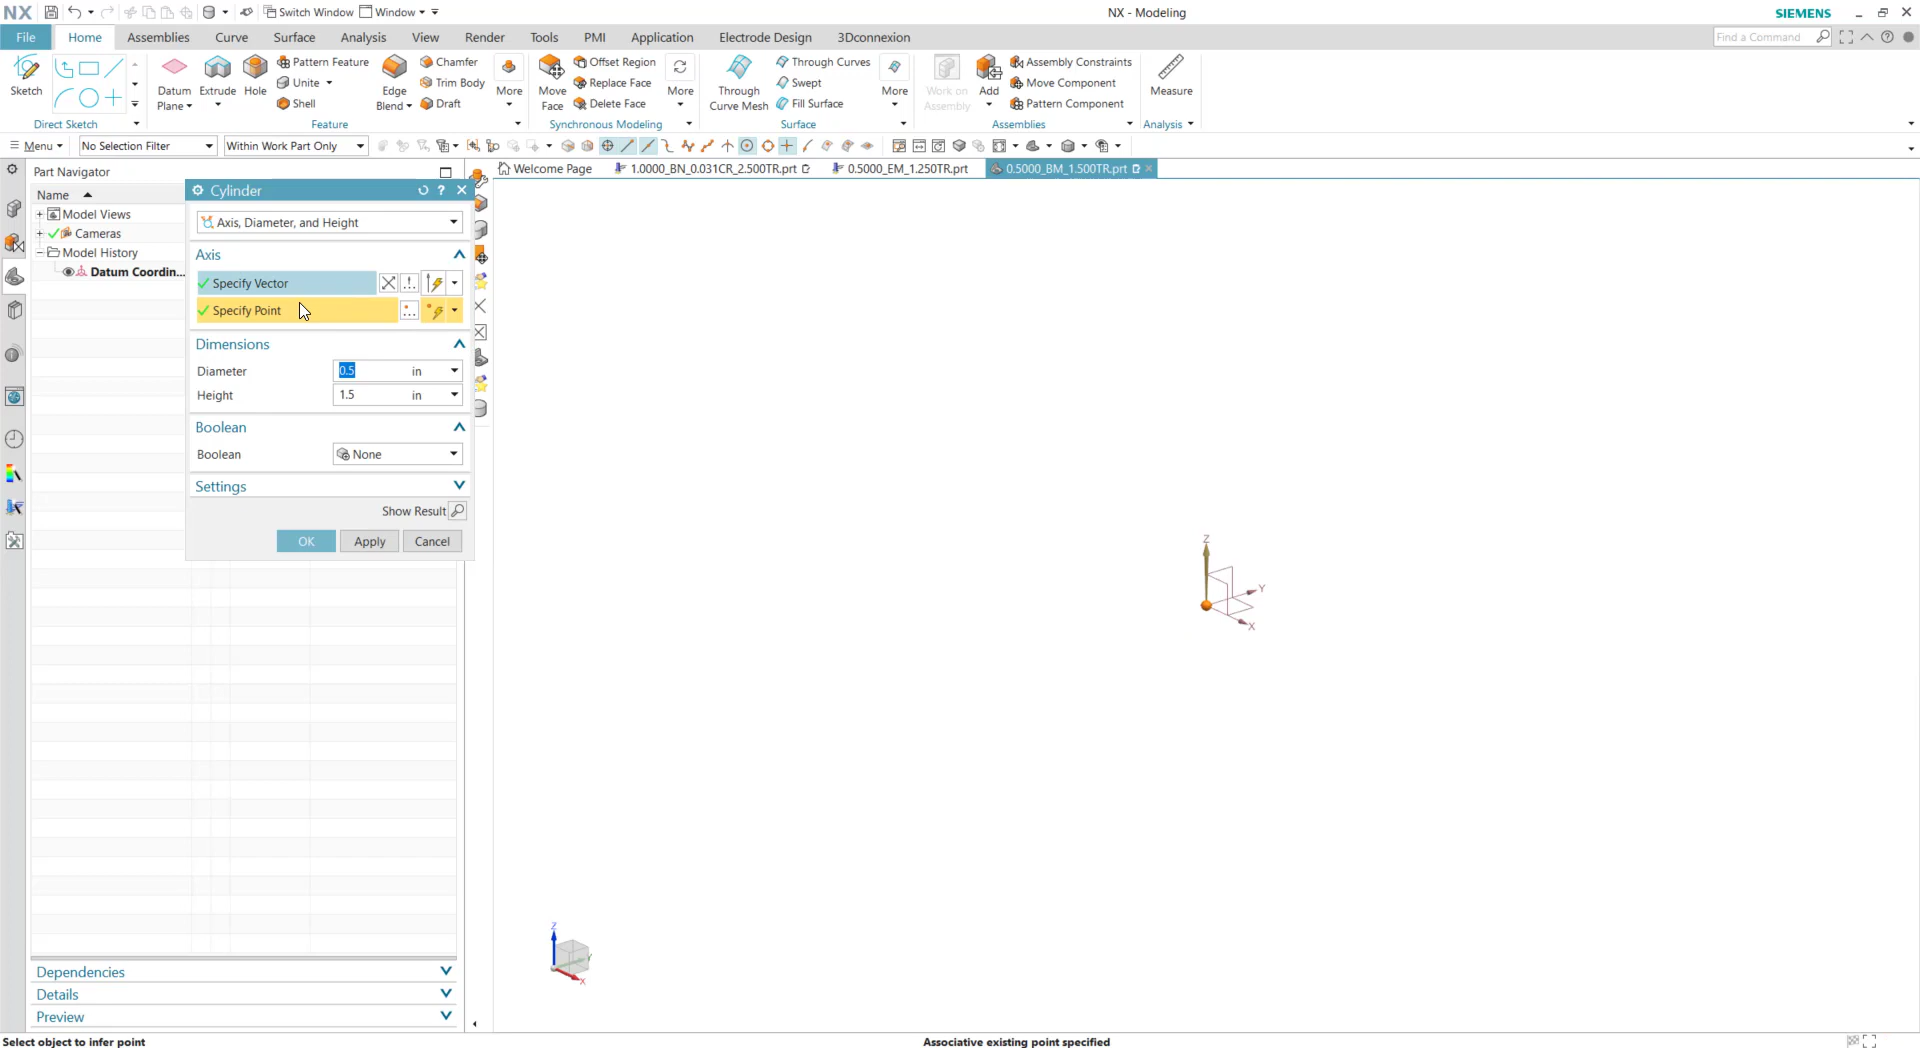 NX
Switch Window
Window
NX - Modeling
SIEMENS
File
Home
Assemblies
Curve
Surface
Analysis
View
Render
Tools
PMI
Application
Electrode Design
3Dconnexion
Find a Command
Sketch
Direct Sketch
Datum Plane
Extrude
Hole
Pattern Feature
Unite
Shell
Edge Blend
Chamfer
Trim Body
Draft
More
Feature
Move Face
Offset Region
Replace Face
Delete Face
More
Synchronous Modeling
Through Curve Mesh
Through Curves
Swept
Fill Surface
More
Surface
Work on Assembly
Add
Assembly Constraints
Move Component
Pattern Component
Assemblies
Measure
Analysis
Menu
No Selection Filter
Within Work Part Only
Part Navigator
Welcome Page
1.0000_BN_0.031CR_2.500TR.prt
0.5000_EM_1.250TR.prt
0.5000_BM_1.500TR.prt
Name
Model Views
Cameras
Model History
Datum Coordin...
Cylinder
Axis, Diameter, and Height
Axis
Specify Vector
Specify Point
Dimensions
Diameter 0.5 in
Height 1.5 in
Boolean
Boolean None
Settings
Show Result
OK Apply Cancel
Z
Y
X
Z
Y
X
Dependencies
Details
Preview
Select object to infer point
Associative existing point specified